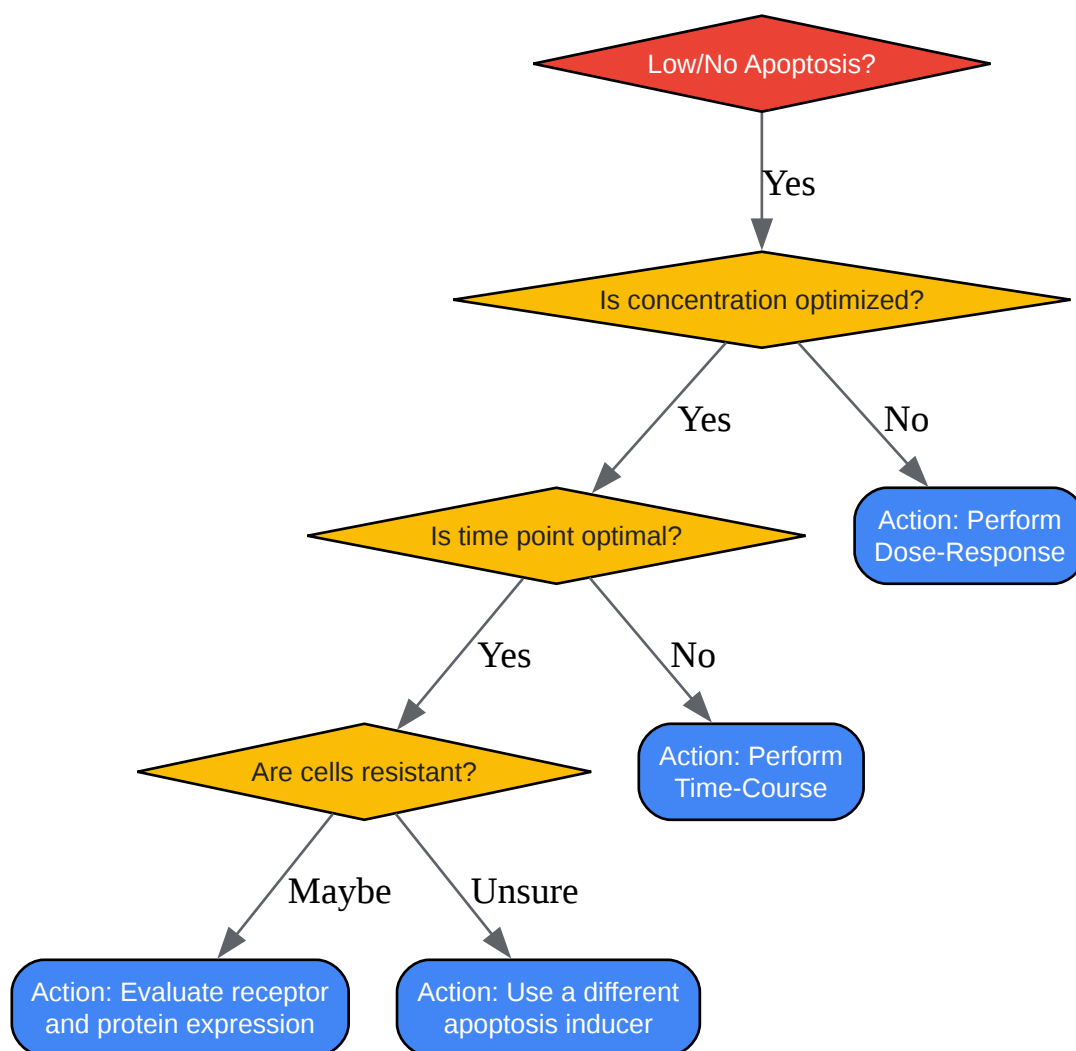 Low/No Apoptosis?
Yes
Is concentration optimized?
Yes
No
Is time point optimal?
Action: Perform
Dose-Response
Yes
No
Are cells resistant?
Action: Perform
Time-Course
Maybe
Unsure
Action: Evaluate receptor
and protein expression
Action: Use a different
apoptosis inducer